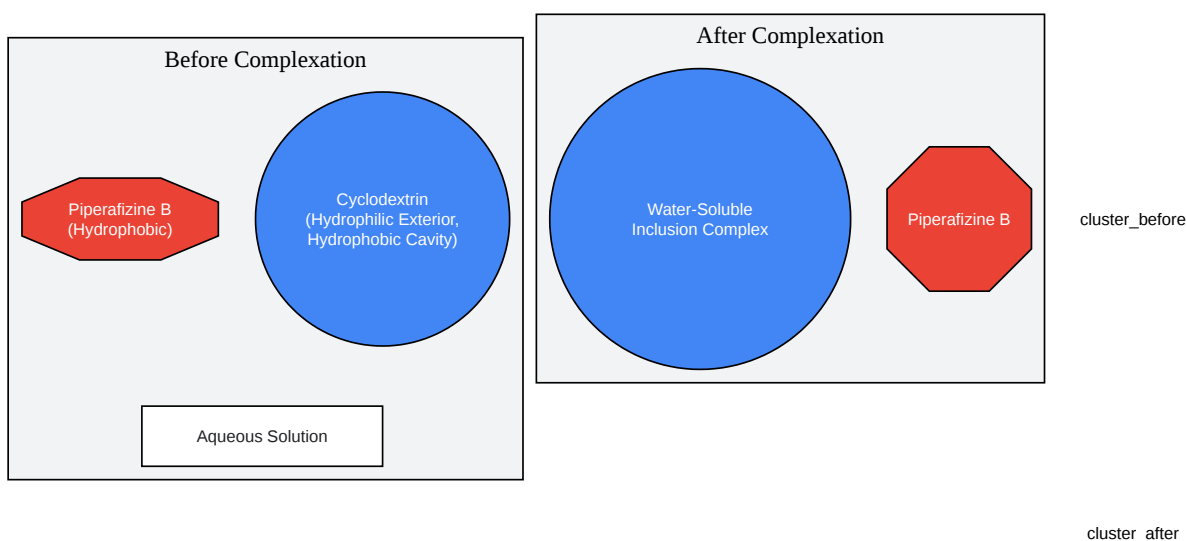 Before Complexation
Piperafizine B
(Hydrophobic)
Cyclodextrin
(Hydrophilic Exterior,
Hydrophobic Cavity)
Aqueous Solution
After Complexation
Water-Soluble
Inclusion Complex
Piperafizine B
cluster_before
cluster_after